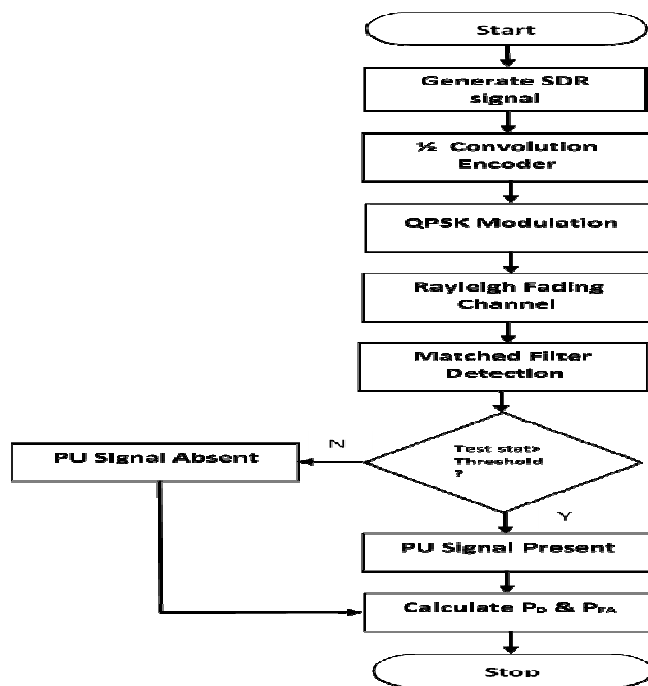 Start
Generate SDR
signal
½ Convolution
Encoder
QPSK Modulation
Rayleigh Fading
Channel
Matched Filter
Detection
Test stat>
Threshold
?
N
PU Signal Absent
Y
PU Signal Present
Calculate PD & PFA
Stop